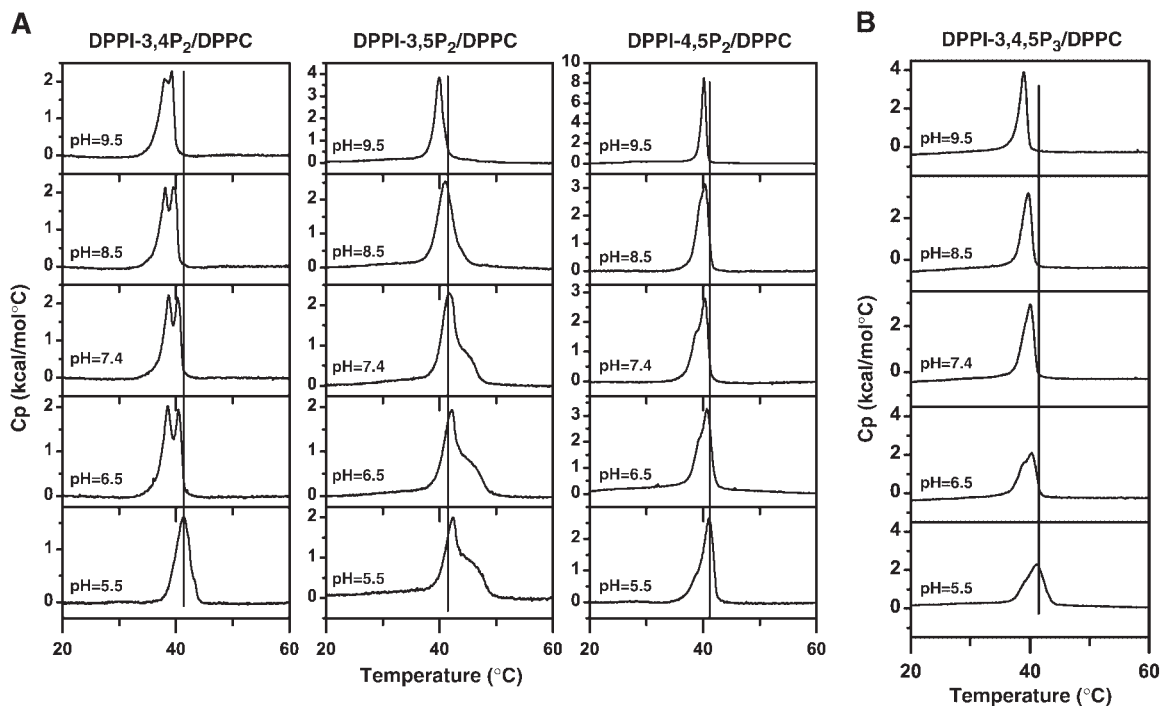 A
B
DPPI-3,4P2/DPPC
DPPI-3,5P2/DPPC
DPPI-4,5P2/DPPC
DPPI-3,4,5P3/DPPC
Cp (kcal/mol°C)
2
1
0
pH=9.5
4
3
2
1
0
pH=9.5
10
8
6
5
4
3
2
0
pH=9.5
4
2
0
pH=9.5
2
1
0
pH=8.5
2
1
0
pH=8.5
3
2
1
0
pH=8.5
2
0
pH=8.5
2
1
0
pH=7.4
2
1
0
pH=7.4
3
2
1
0
pH=7.4
Cp (kcal/mol°C)
2
0
pH=7.4
2
1
0
pH=6.5
2
1
0
pH=6.5
3
2
1
0
pH=6.5
4
2
0
pH=6.5
1
0
pH=5.5
2
1
0
pH=5.5
2
1
0
pH=5.5
4
2
0
pH=5.5
20 40 60
20 40 60
20 40 60
20 40 60
Temperature (°C)
Temperature (°C)